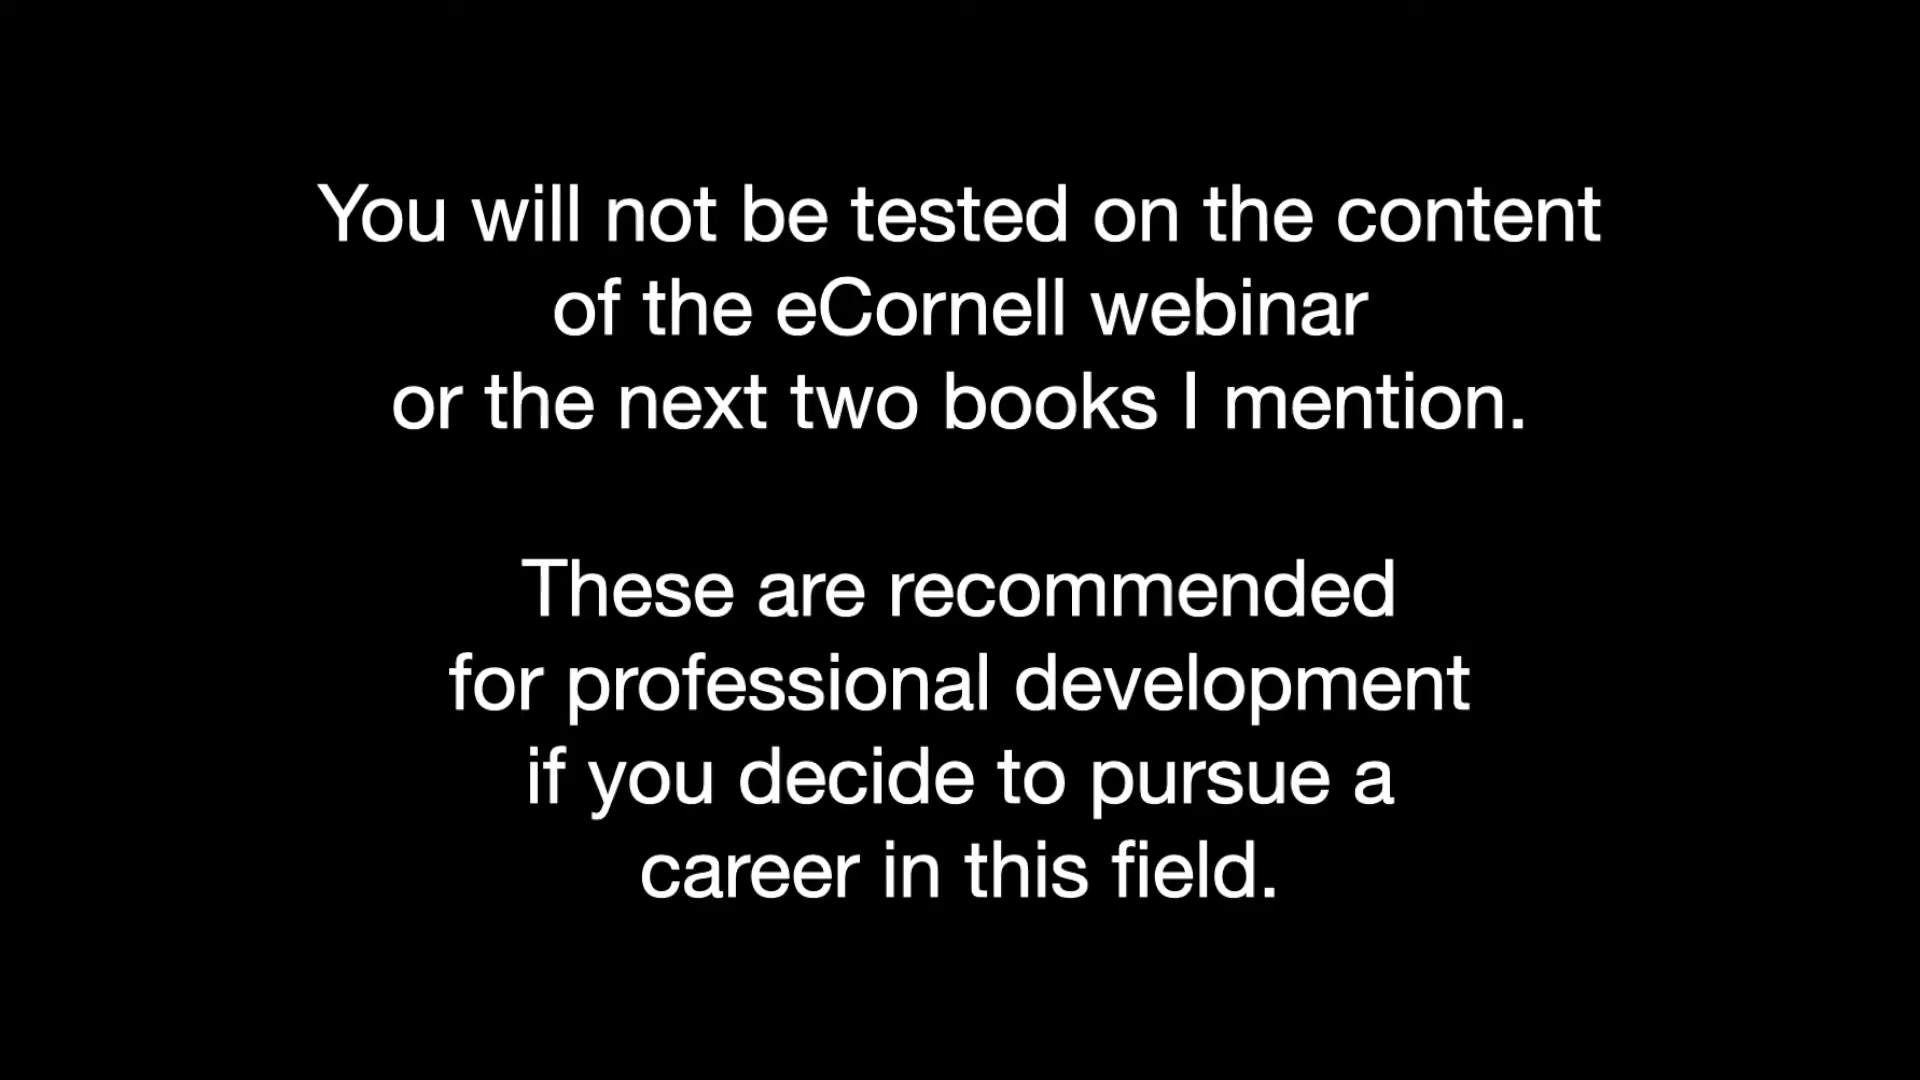 You will not be tested on the content
of the eCornell webinar
or the next two books I mention.
These are recommended
for professional development
if you decide to pursue a
career in this field.